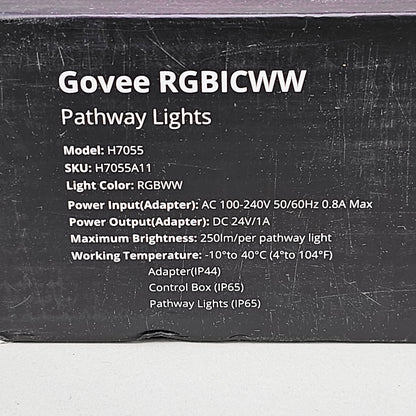 Govee RGBICWW
Pathway Lights
Model: H7055
SKU: H7055A11
Light Color: RGBWW
Power Input(Adapter): AC 100-240V 50/60Hz 0.8A Max
Power Output(Adapter): DC 24V/1A
Maximum Brightness: 250lm/per pathway light
Working Temperature: -10°to 40°C (4°to 104°F)
Adapter(IP44)
Control Box (IP65)
Pathway Lights (IP65)